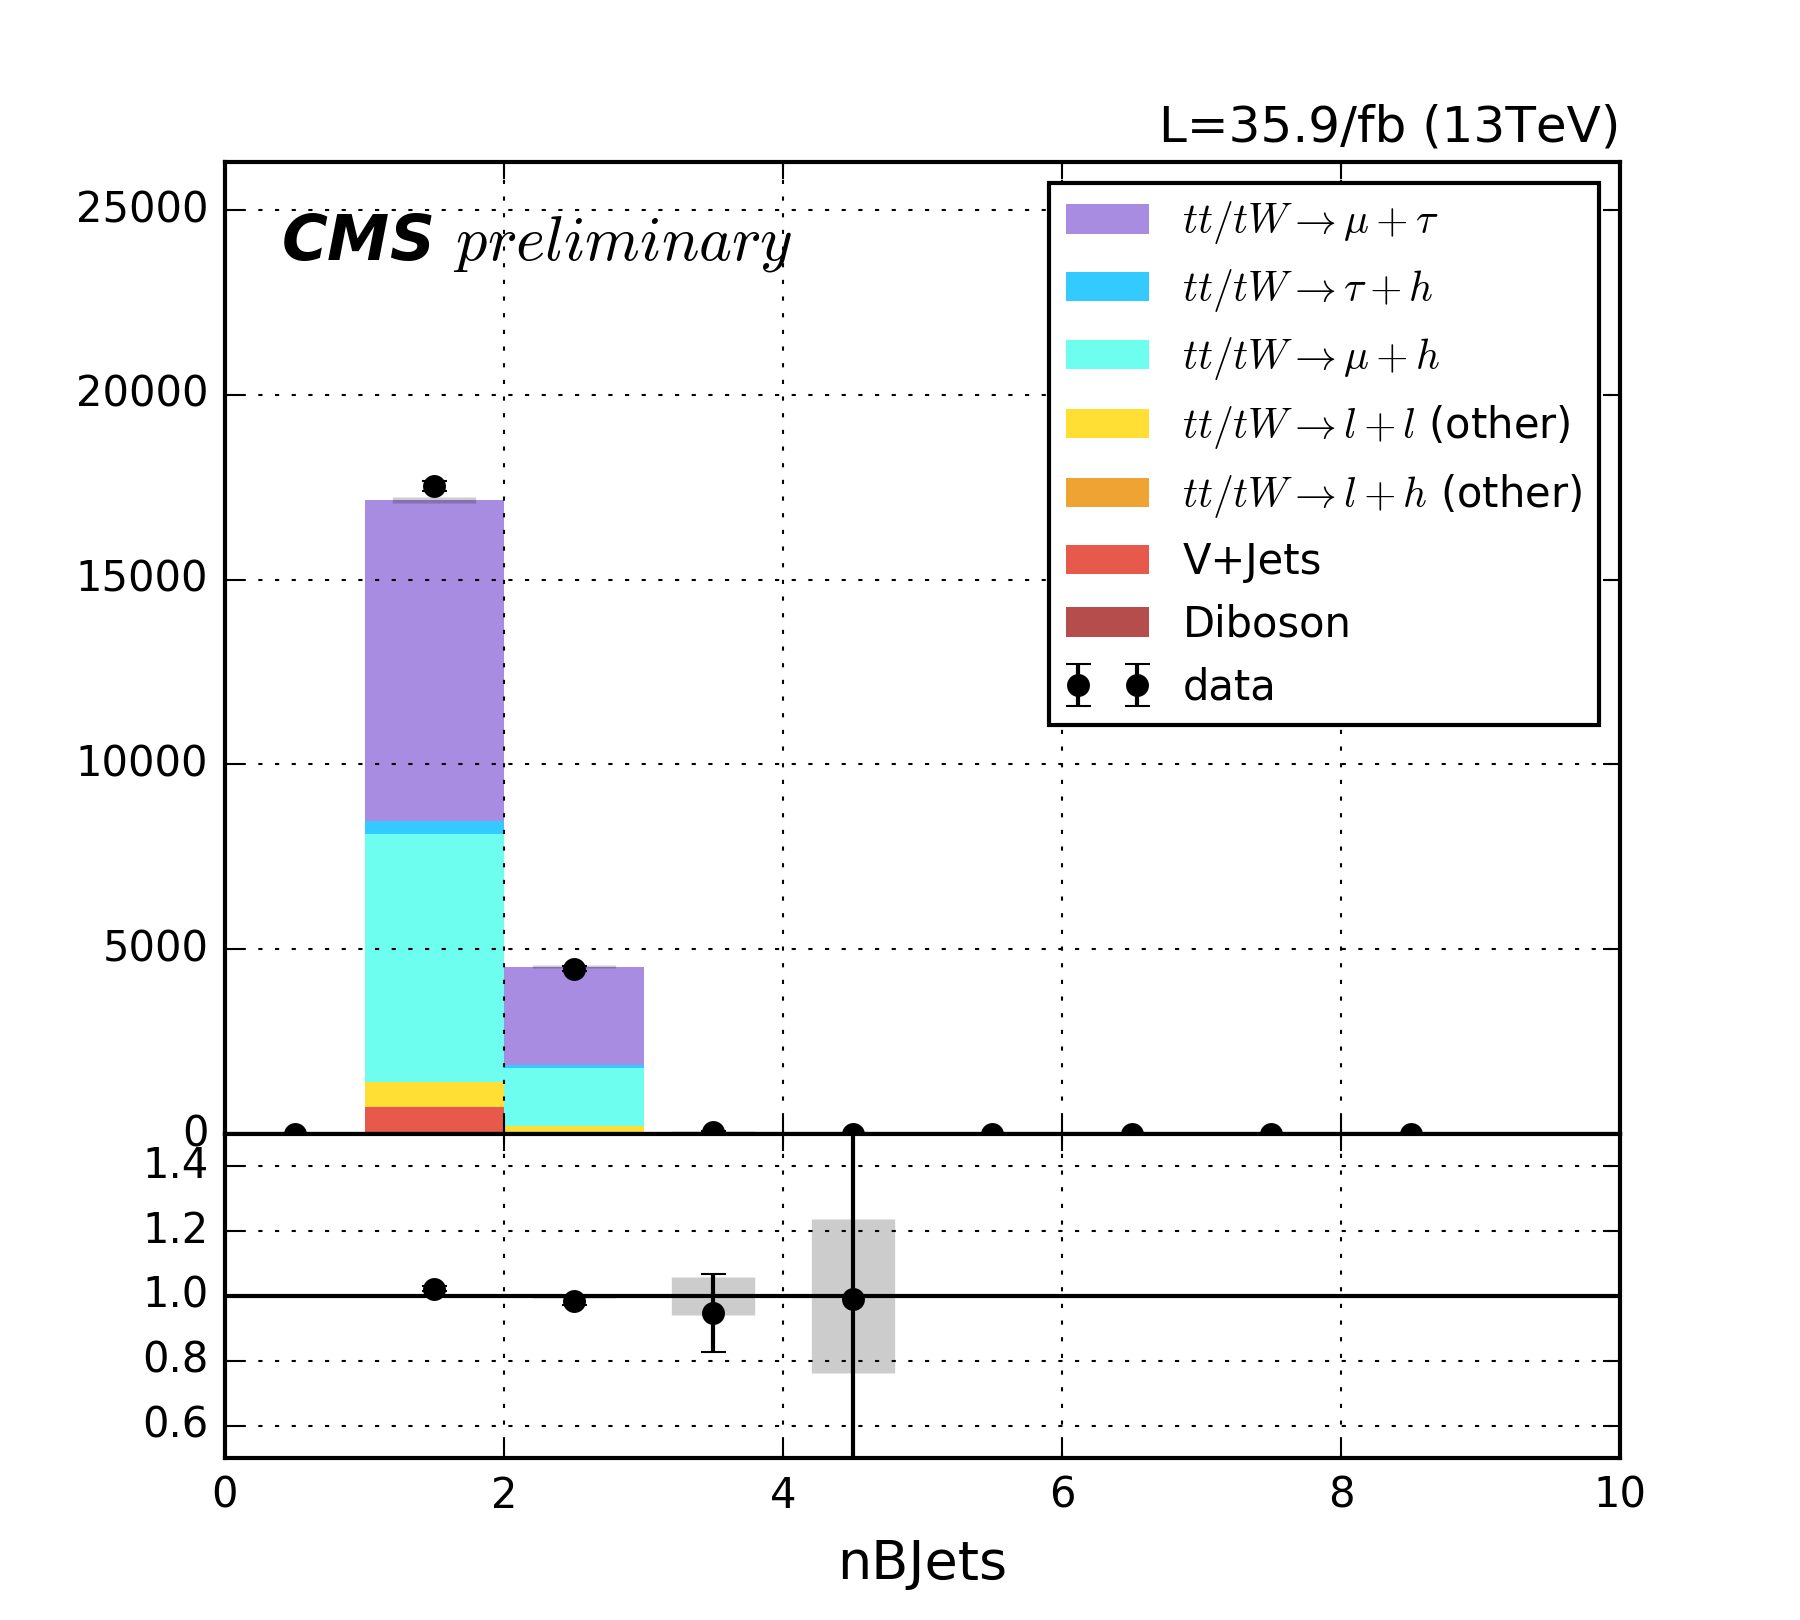 L=35.9/fb (13TeV)
CMS preliminary
25000
20000
15000
10000
5000
0
tt/tW → μ + τ
tt/tW → τ + h
tt/tW → μ + h
tt/tW → l + l (other)
tt/tW → l + h (other)
V+Jets
Diboson
data
1.4
1.2
1.0
0.8
0.6
0 2 4 6 8 10
nBJets